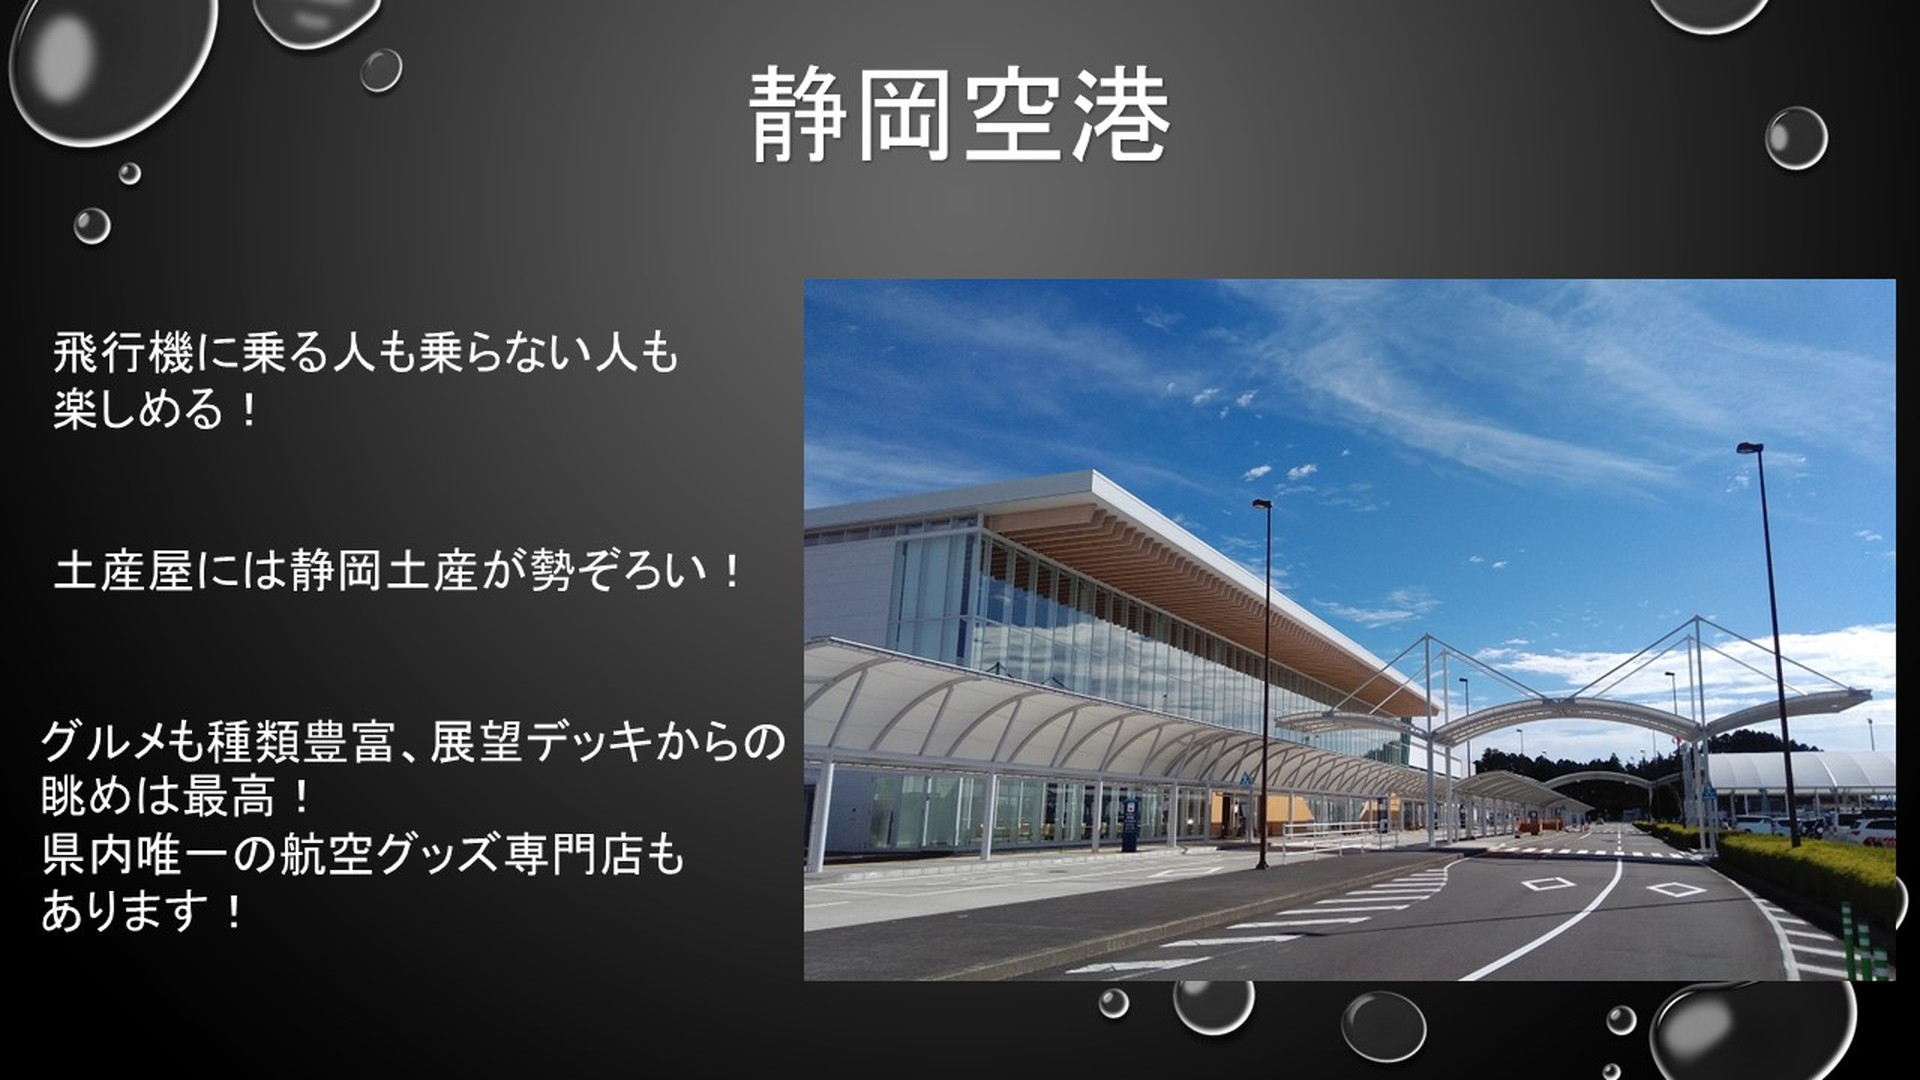 静岡空港
飛行機に乗る人も乗らない人も
楽しめる！
土産屋には静岡土産が勢ぞろい！
グルメも種類豊富、展望デッキからの
眺めは最高！
県内唯一の航空グッズ専門店も
あります！